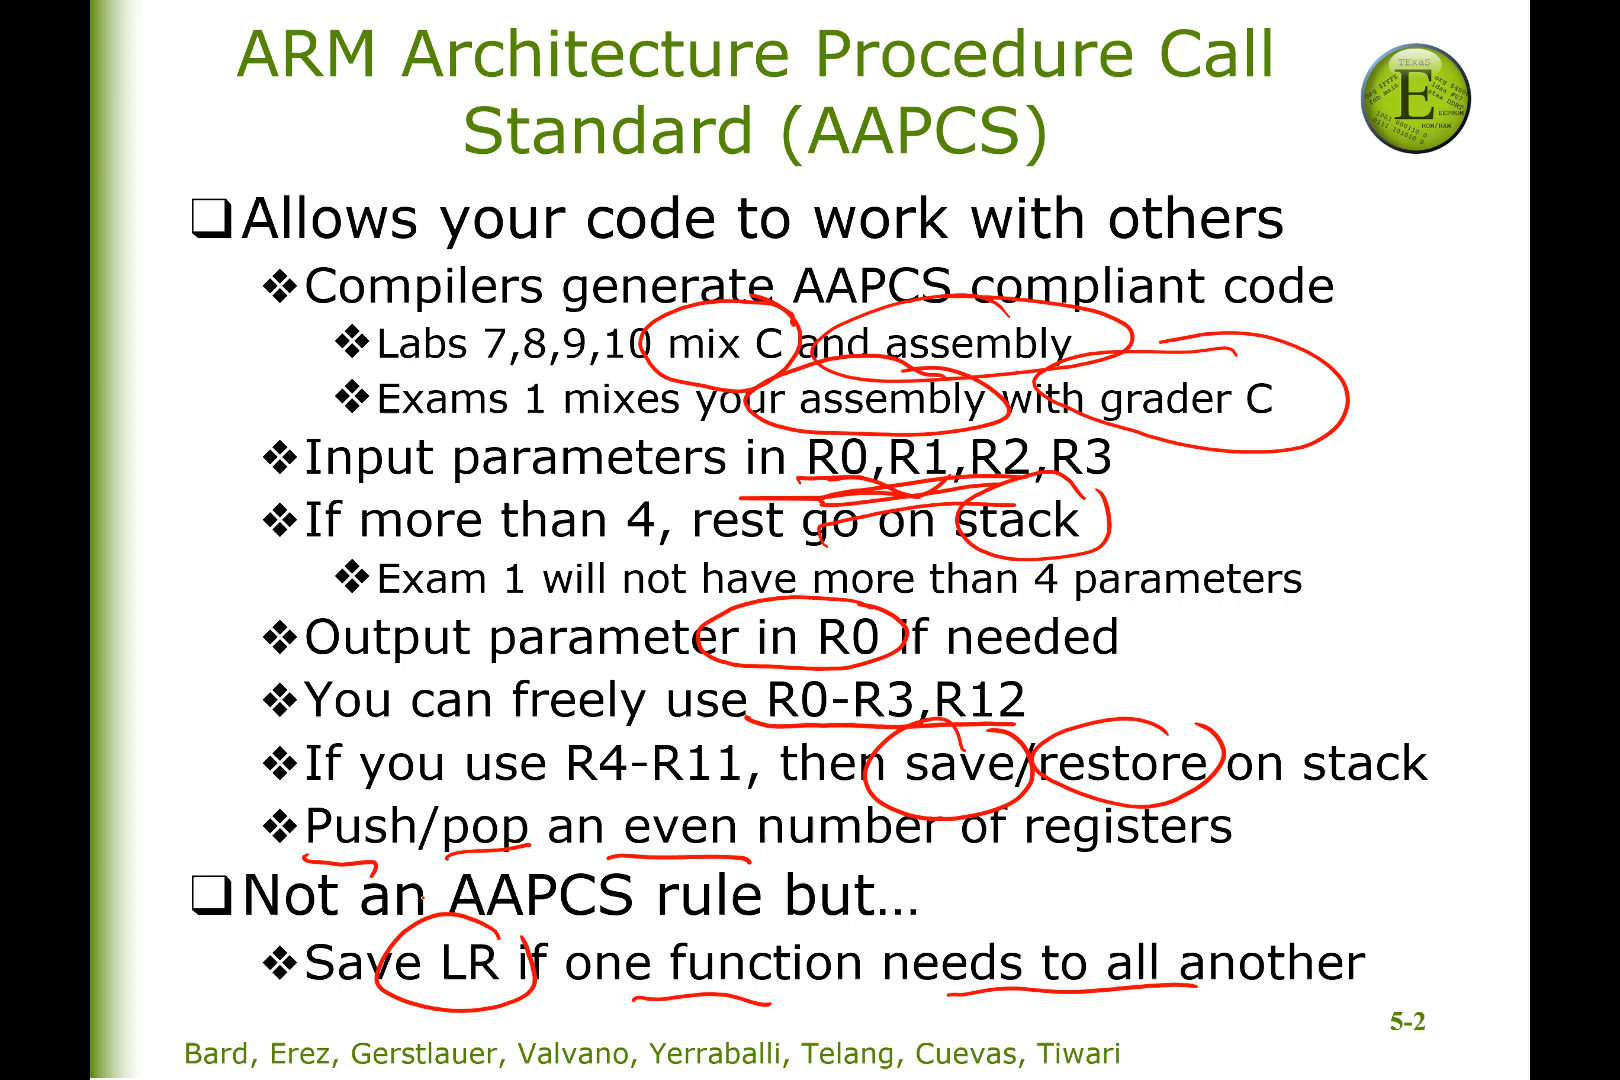 ARM Architecture Procedure Call
Standard (AAPCS)
TExaS
E
EEPROM
ROM/RAM
❑Allows your code to work with others
❖Compilers generate AAPCS compliant code
❖Labs 7,8,9,10 mix C and assembly
❖Exams 1 mixes your assembly with grader C
❖Input parameters in R0,R1,R2,R3
❖If more than 4, rest go on stack
❖Exam 1 will not have more than 4 parameters
❖Output parameter in R0 if needed
❖You can freely use R0-R3,R12
❖If you use R4-R11, then save/restore on stack
❖Push/pop an even number of registers
❑Not an AAPCS rule but…
❖Save LR if one function needs to all another
5-2
Bard, Erez, Gerstlauer, Valvano, Yerraballi, Telang, Cuevas, Tiwari